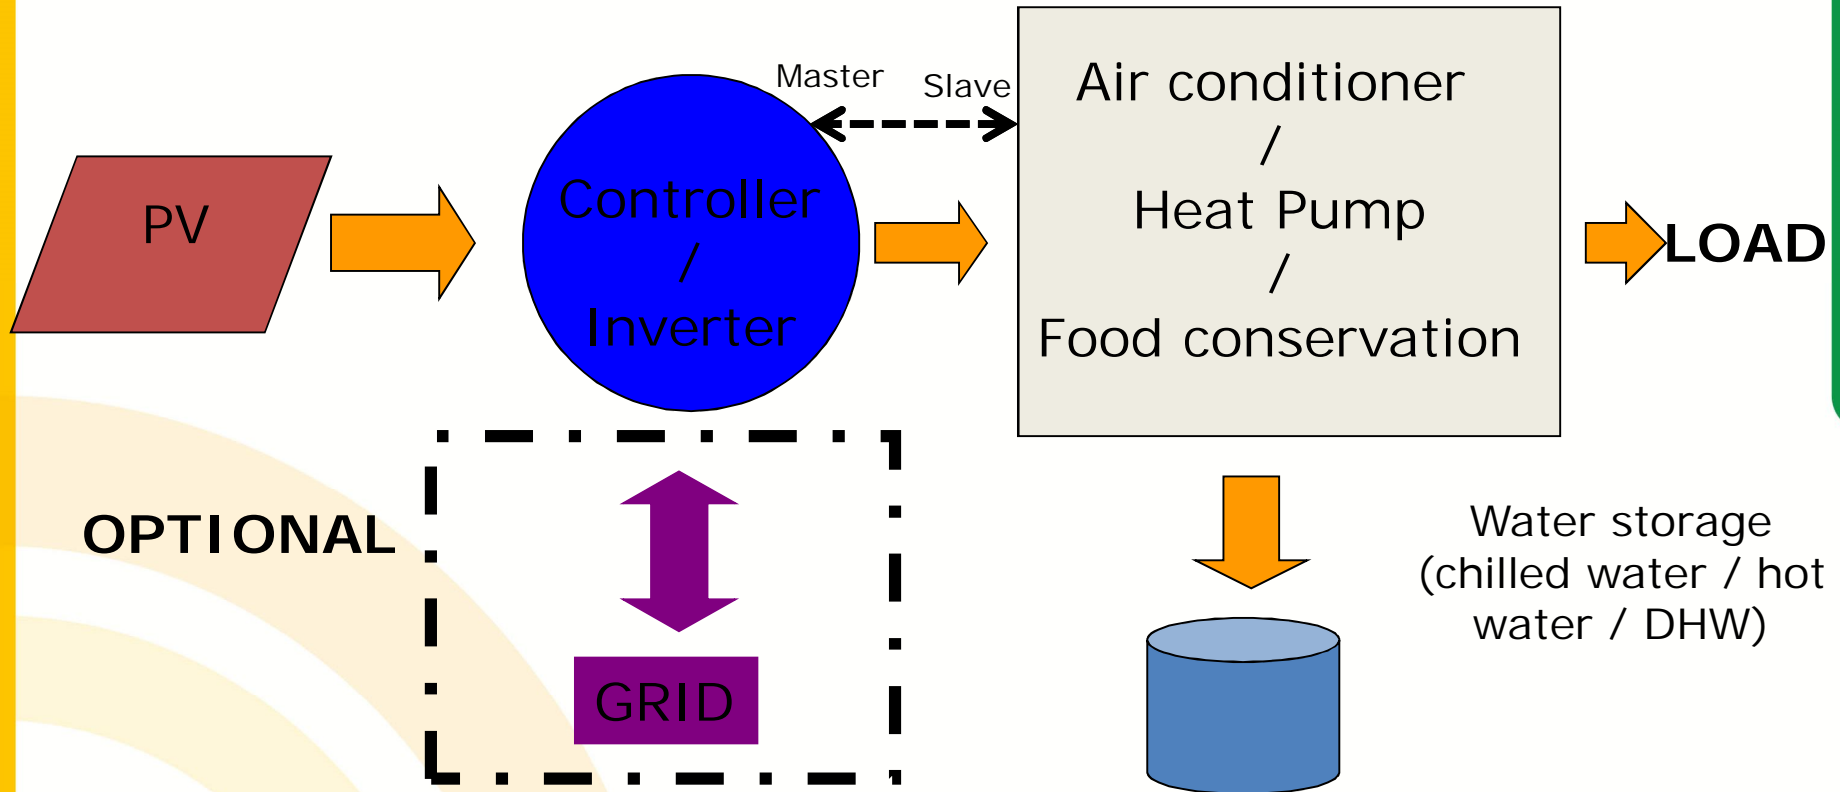 Master
Slave
PV
Controller
/
Inverter
Air conditioner
/
Heat Pump
/
Food conservation
LOAD
OPTIONAL
GRID
Water storage
(chilled water / hot
water / DHW)